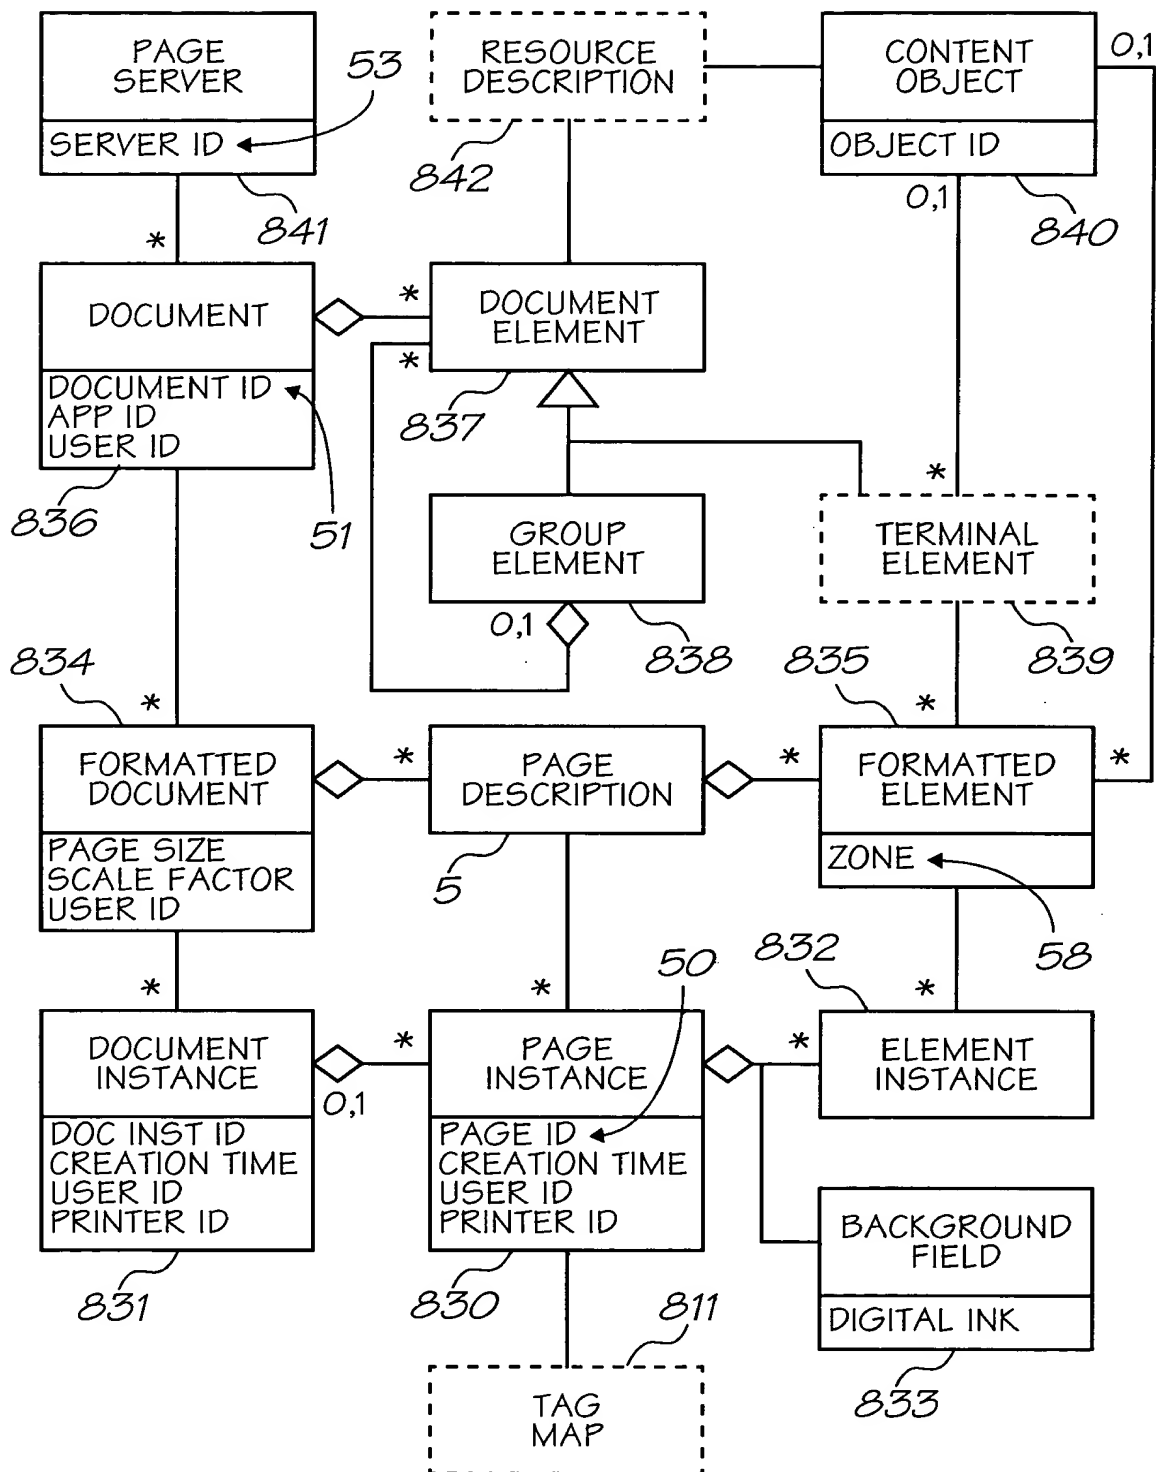 PAGE
SERVER
SERVER ID
53
841
*
RESOURCE
DESCRIPTION
842
CONTENT
OBJECT
OBJECT ID
0,1
0,1
840
DOCUMENT
DOCUMENT ID
APP ID
USER ID
836
51
*
*
DOCUMENT
ELEMENT
837
GROUP
ELEMENT
0,1
838
*
TERMINAL
ELEMENT
839
834
*
FORMATTED
DOCUMENT
PAGE SIZE
SCALE FACTOR
USER ID
*
PAGE
DESCRIPTION
5
*
835
*
FORMATTED
ELEMENT
*
ZONE
58
*
DOCUMENT
INSTANCE
0,1
DOC INST ID
CREATION TIME
USER ID
PRINTER ID
831
*
*
50
PAGE
INSTANCE
PAGE ID
CREATION TIME
USER ID
PRINTER ID
830
*
832
*
ELEMENT
INSTANCE
BACKGROUND
FIELD
DIGITAL INK
833
811
TAG
MAP